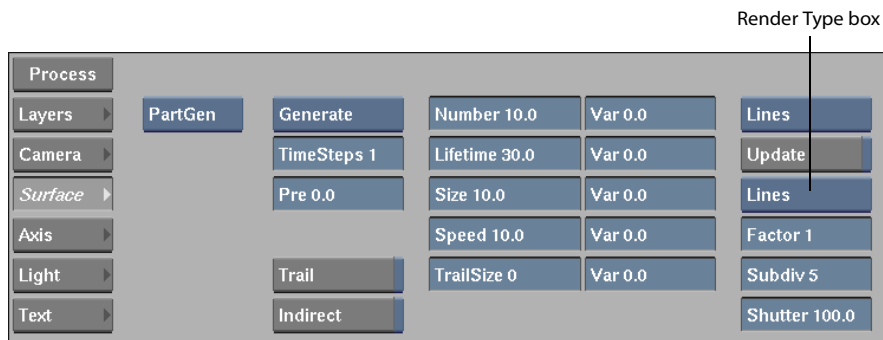 Render Type box
Process
Layers PartGen Generate Number 10.0 Var 0.0 Lines
Camera TimeSteps 1 Lifetime 30.0 Var 0.0 Update
Surface Pre 0.0 Size 10.0 Var 0.0 Lines
Axis Speed 10.0 Var 0.0 Factor 1
Light Trail TrailSize 0 Var 0.0 Subdiv 5
Text Indirect Shutter 100.0